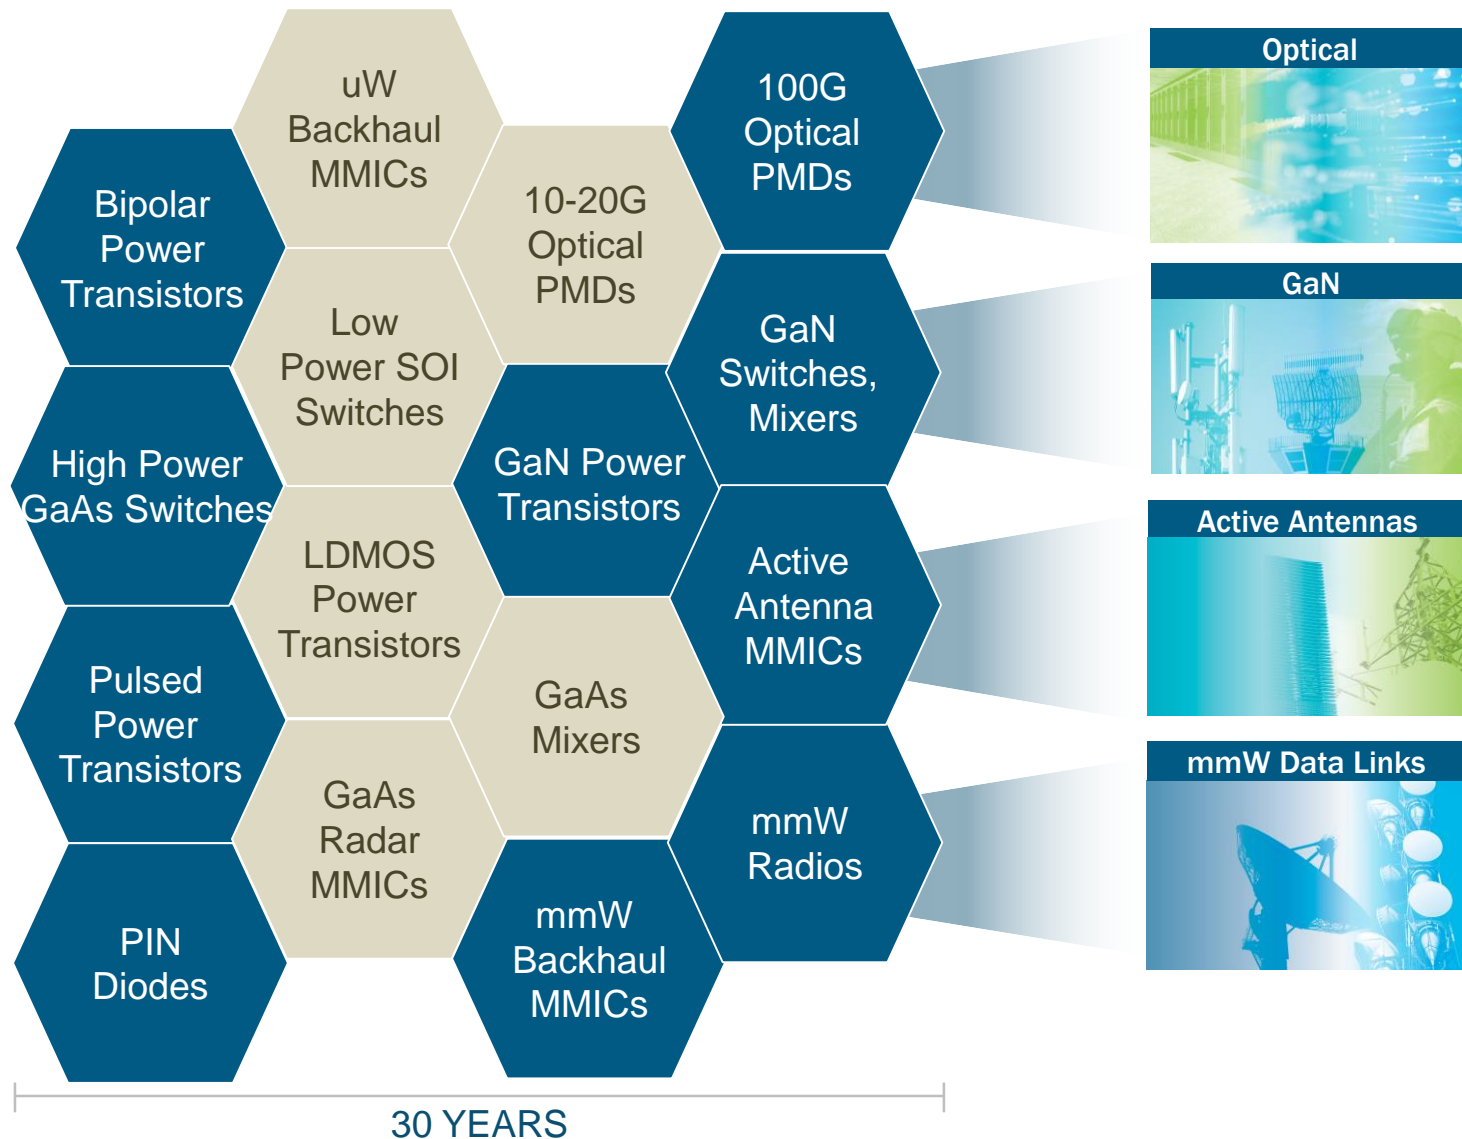 Bipolar
Power
Transistors
High Power
GaAs Switches
Pulsed
Power
Transistors
PIN
Diodes
uW
Backhaul
MMICs
Low
Power SOI
Switches
LDMOS
Power
Transistors
GaAs
Radar
MMICs
10-20G
Optical
PMDs
GaN Power
Transistors
GaAs
Mixers
mmW
Backhaul
MMICs
100G
Optical
PMDs
GaN
Switches,
Mixers
Active
Antenna
MMICs
mmW
Radios
Optical
GaN
Active Antennas
mmW Data Links
30 YEARS